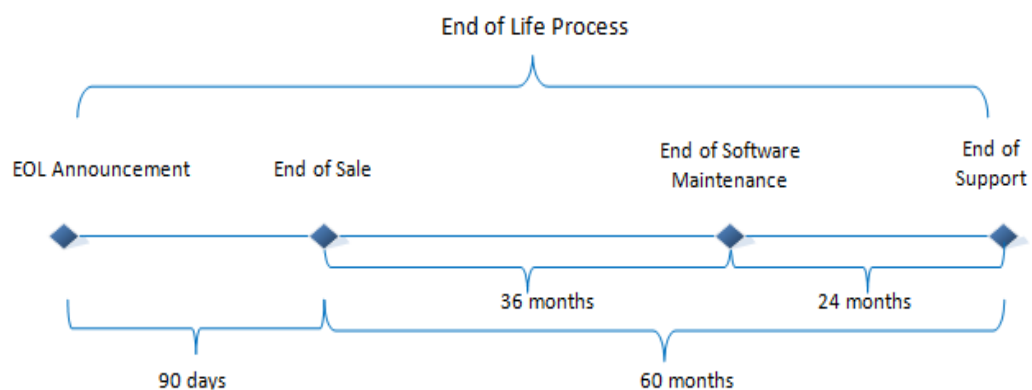 End of Life Process
EOL Announcement
End of Sale
End of Software
Maintenance
End of
Support
36 months
24 months
90 days
60 months